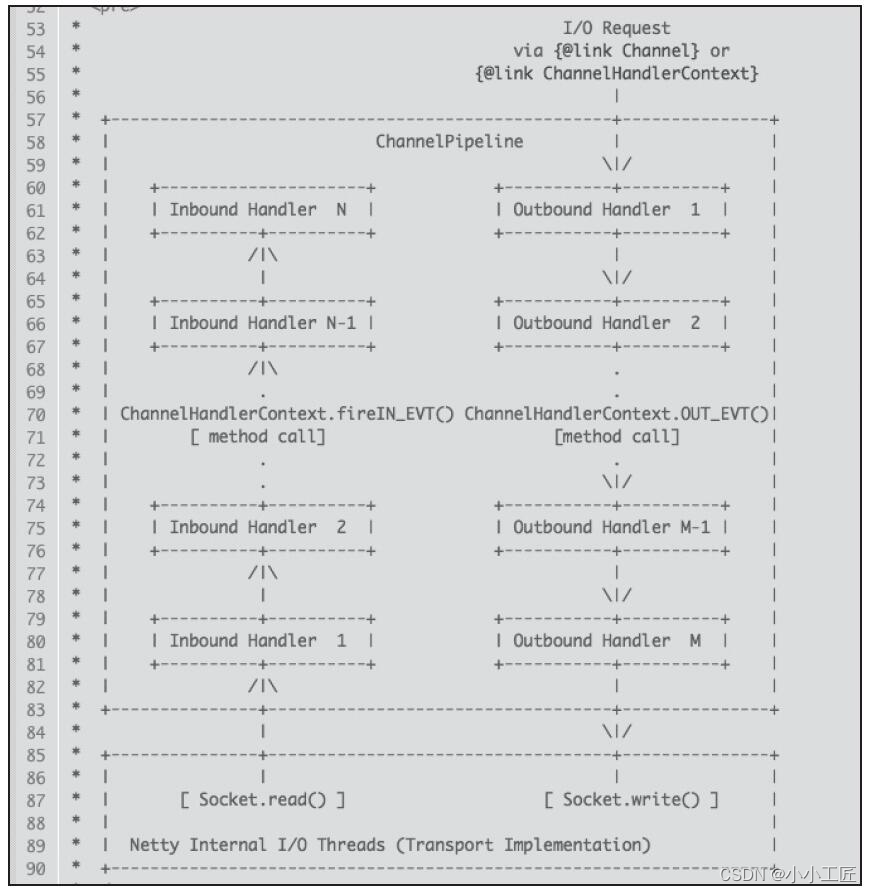 52 <pre>
53 * I/O Request
54 * via {@link Channel} or
55 * {@link ChannelHandlerContext}
56 * |
57 * +---------------------------------------------------+---------------+
58 * | ChannelPipeline | |
59 * | \|/ |
60 * | +---------------------+ +-----------+----------+ |
61 * | | Inbound Handler N | | Outbound Handler 1 | |
62 * | +----------+----------+ +-----------+----------+ |
63 * | /|\ | |
64 * | | \|/ |
65 * | +----------+----------+ +-----------+----------+ |
66 * | | Inbound Handler N-1 | | Outbound Handler 2 | |
67 * | +----------+----------+ +-----------+----------+ |
68 * | /|\ . |
69 * | . . |
70 * | ChannelHandlerContext.fireIN_EVT() ChannelHandlerContext.OUT_EVT()|
71 * | [ method call] [method call] |
72 * | . . |
73 * | . \|/ |
74 * | +----------+----------+ +-----------+----------+ |
75 * | | Inbound Handler 2 | | Outbound Handler M-1 | |
76 * | +----------+----------+ +-----------+----------+ |
77 * | /|\ | |
78 * | | \|/ |
79 * | +----------+----------+ +-----------+----------+ |
80 * | | Inbound Handler 1 | | Outbound Handler M | |
81 * | +----------+----------+ +-----------+----------+ |
82 * | /|\ | |
83 * +---------------+-----------------------------------+---------------+
84 * | \|/
85 * +---------------+-----------------------------------+---------------+
86 * | | | |
87 * | [ Socket.read() ] [ Socket.write() ] |
88 * | |
89 * | Netty Internal I/O Threads (Transport Implementation) |
90 * +-------------------------------------------------------------------+
CSDN @小小工匠